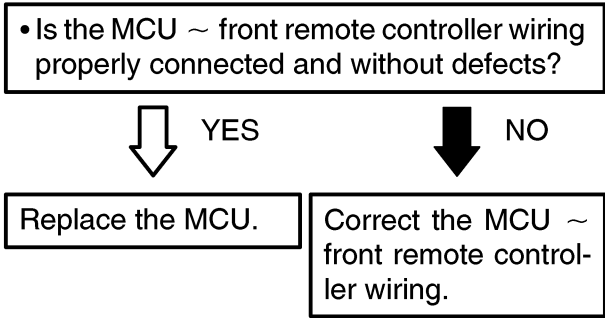 • Is the MCU ~ front remote controller wiring
properly connected and without defects?
YES
NO
Replace the MCU.
Correct the MCU ~
front remote control-
ler wiring.